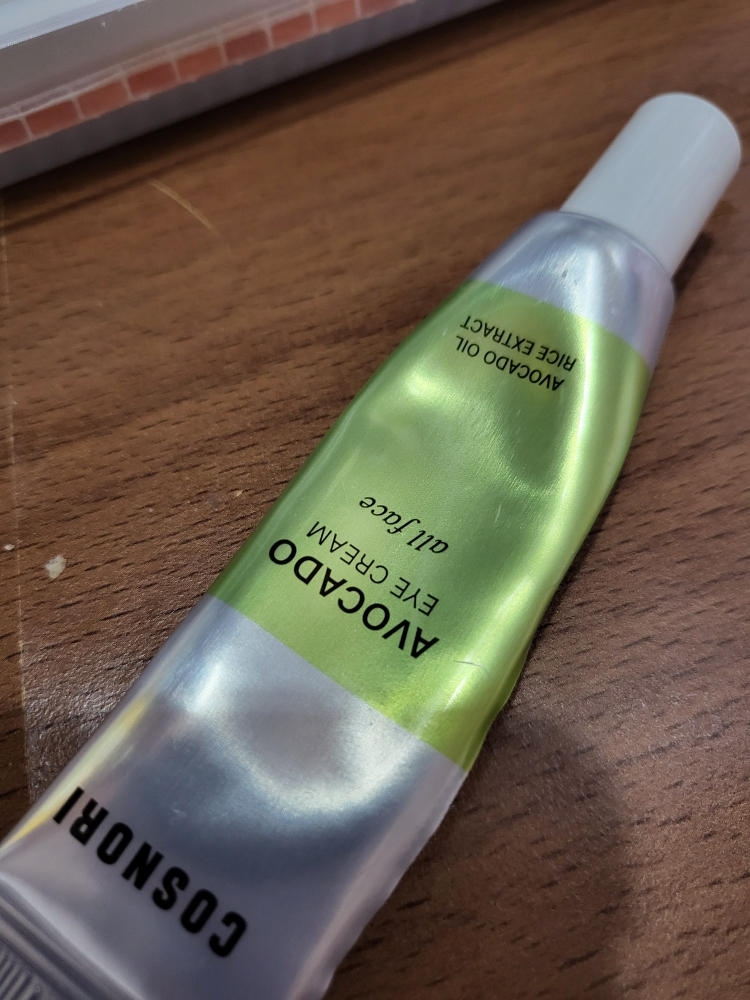 COSNORI
AVOCADO
EYE CREAM
all face
AVOCADO OIL
RICE EXTRACT